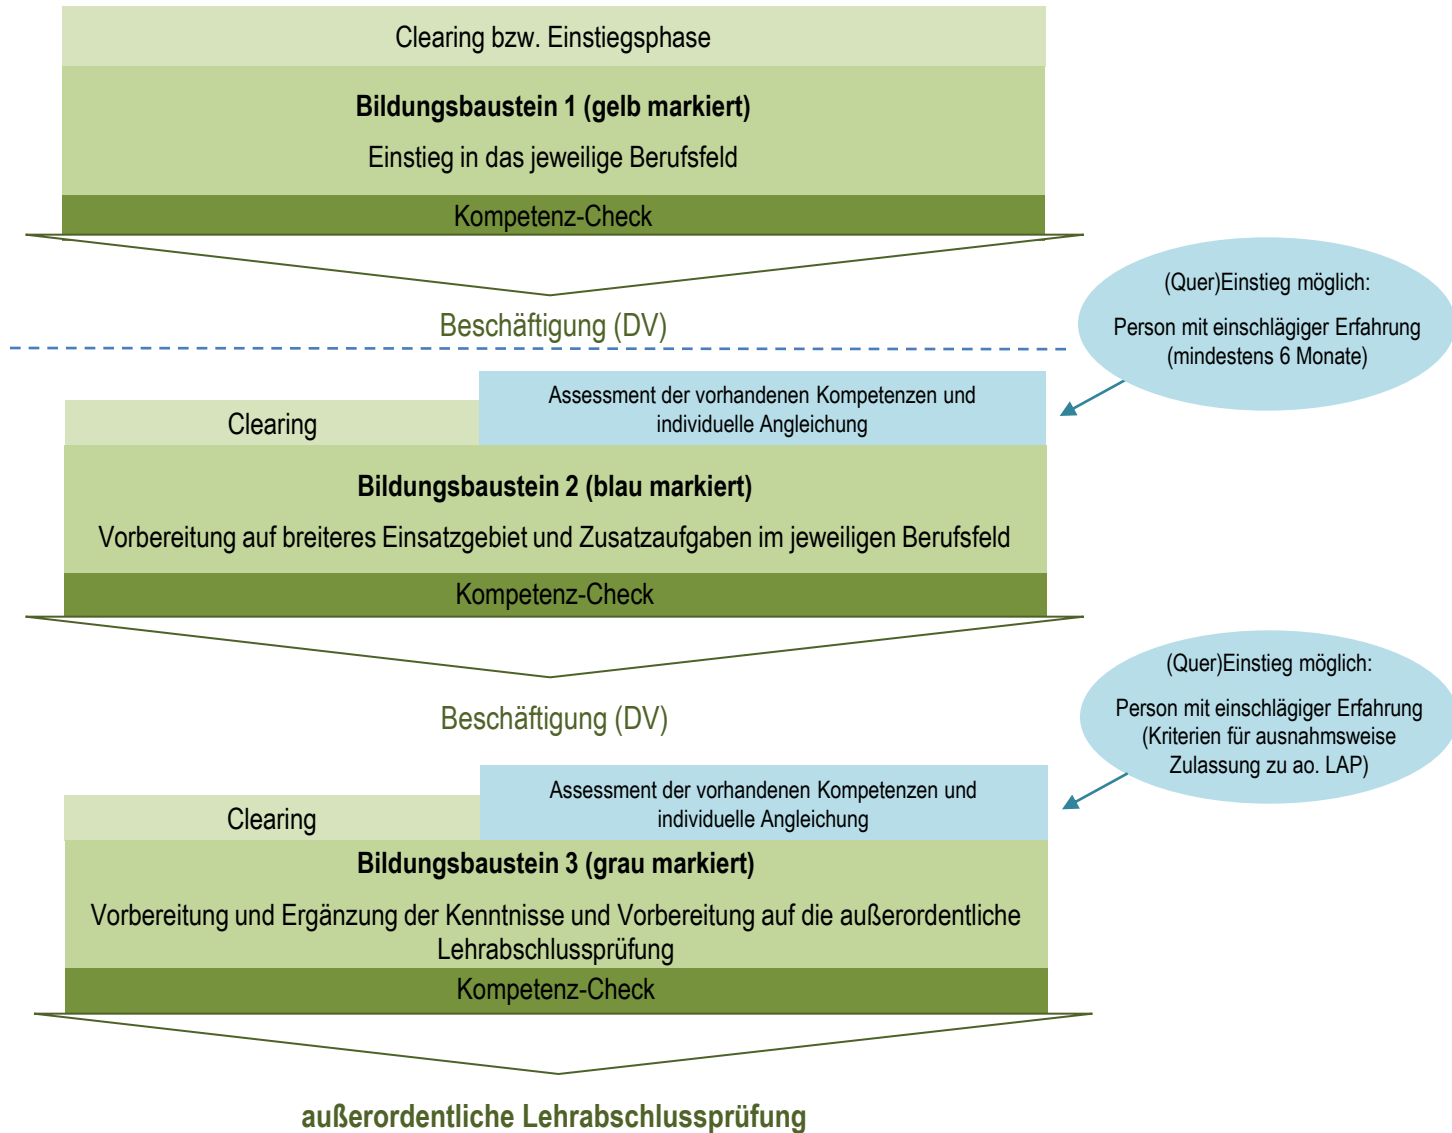 Clearing bzw. Einstiegsphase
Bildungsbaustein 1 (gelb markiert)
Einstieg in das jeweilige Berufsfeld
Kompetenz-Check
Beschäftigung (DV)
(Quer)Einstieg möglich:
Person mit einschlägiger Erfahrung
(mindestens 6 Monate)
Clearing
Assessment der vorhandenen Kompetenzen und
individuelle Angleichung
Bildungsbaustein 2 (blau markiert)
Vorbereitung auf breiteres Einsatzgebiet und Zusatzaufgaben im jeweiligen Berufsfeld
Kompetenz-Check
Beschäftigung (DV)
(Quer)Einstieg möglich:
Person mit einschlägiger Erfahrung
(Kriterien für ausnahmsweise
Zulassung zu ao. LAP)
Clearing
Assessment der vorhandenen Kompetenzen und
individuelle Angleichung
Bildungsbaustein 3 (grau markiert)
Vorbereitung und Ergänzung der Kenntnisse und Vorbereitung auf die außerordentliche
Lehrabschlussprüfung
Kompetenz-Check
außerordentliche Lehrabschlussprüfung